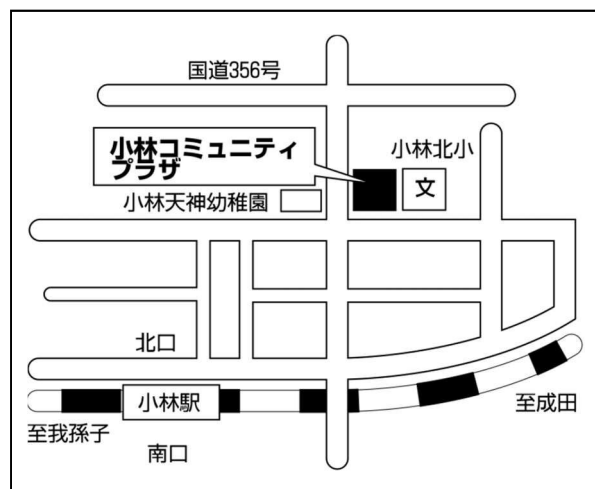 国道356号
小林コミュニティ
プラザ
小林北小
文
小林天神幼稚園
北口
小林駅
至成田
至我孫子
南口